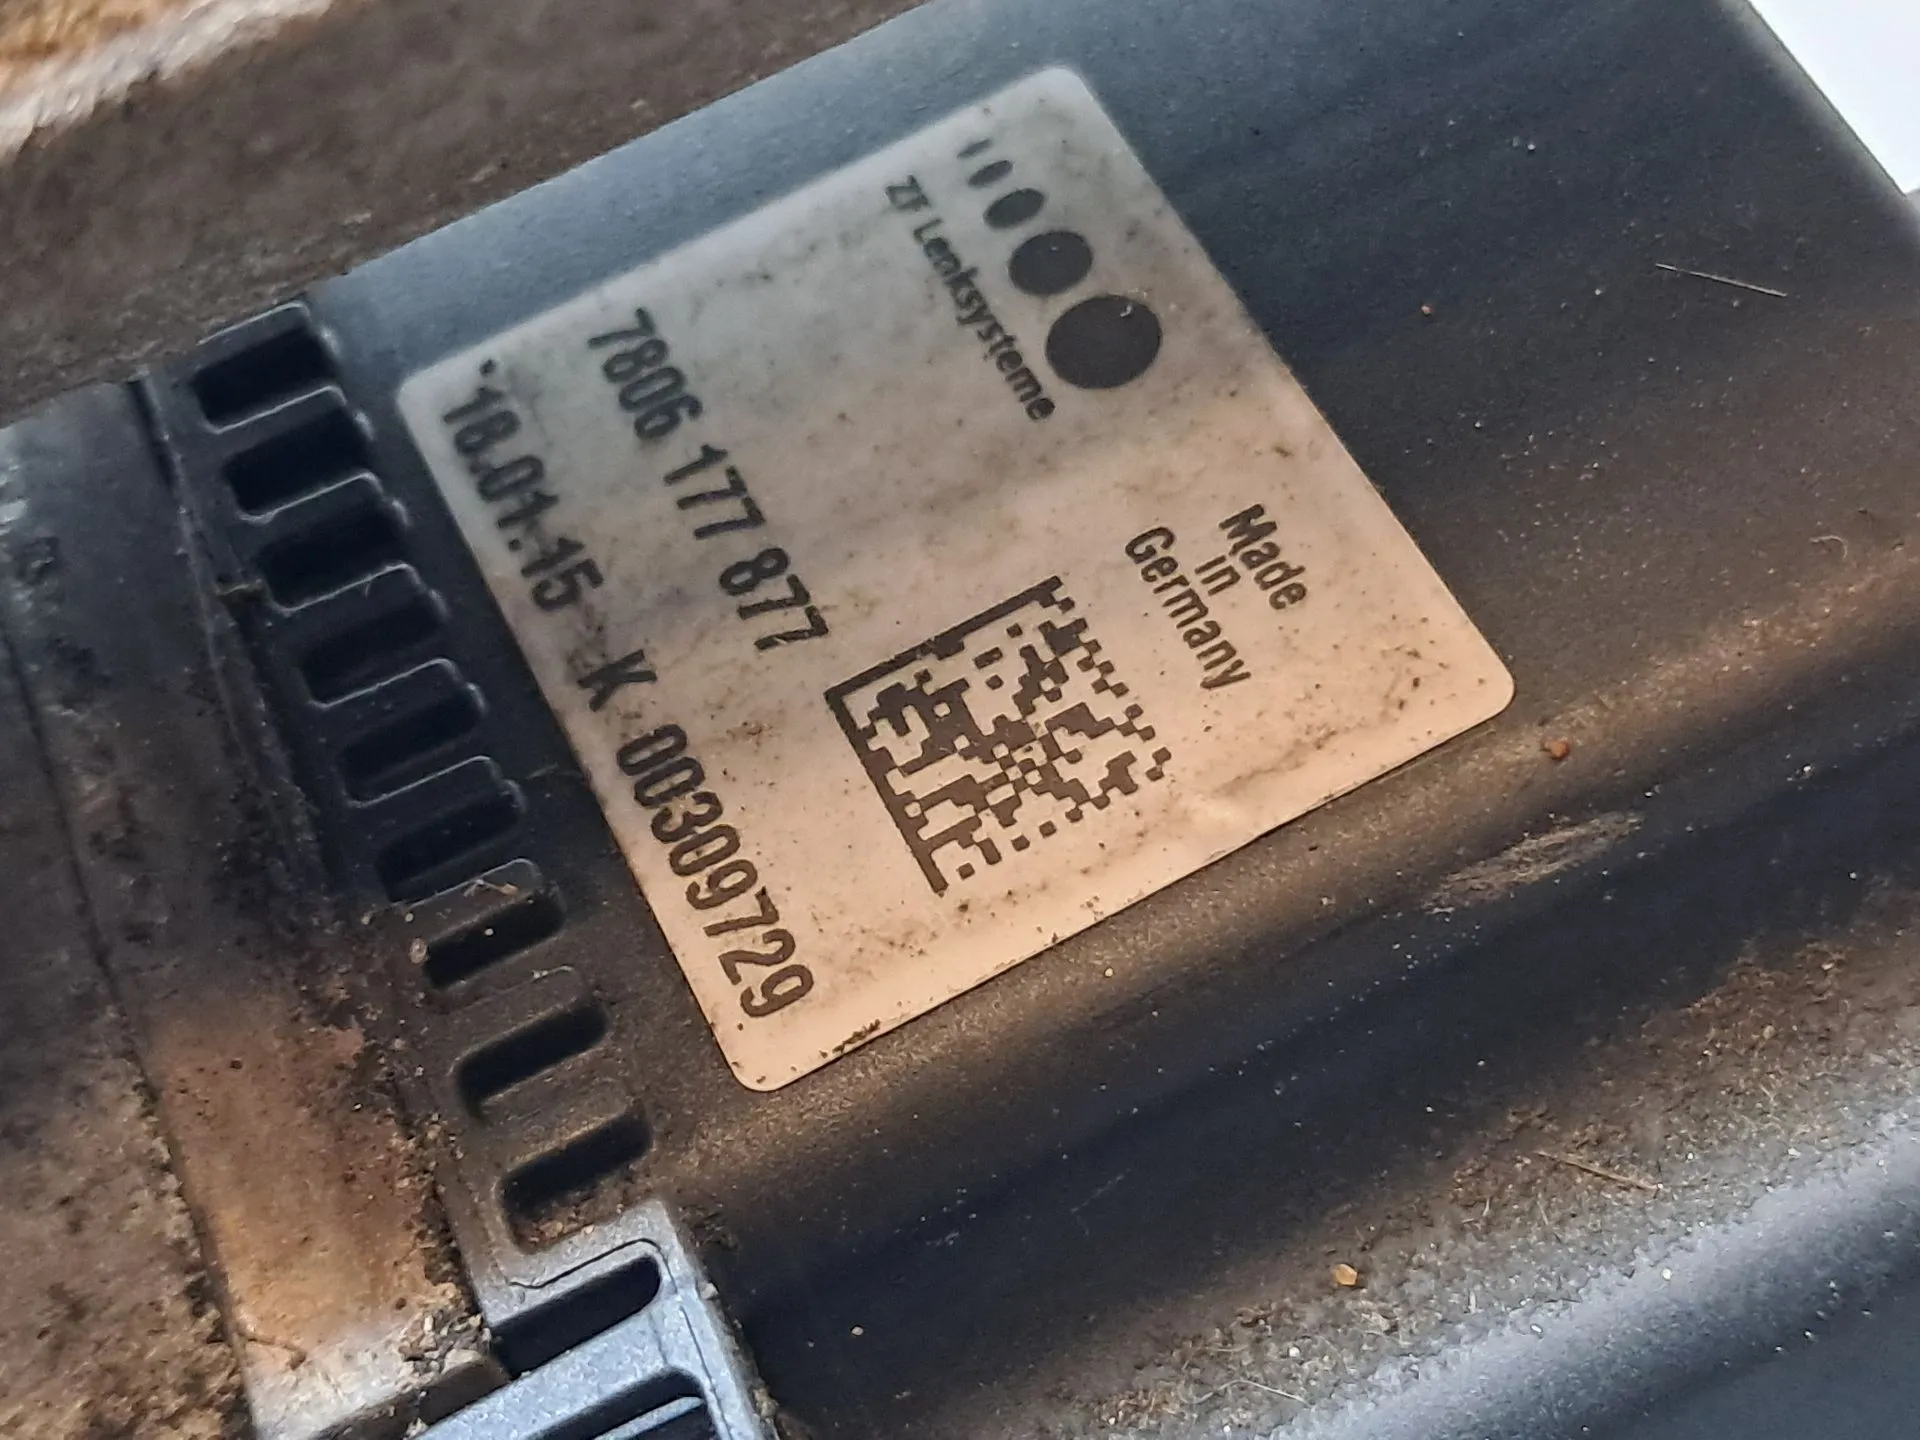 ZF Lenksysteme
Made
in
Germany
7806 177 877
18.01.15 K 00309729